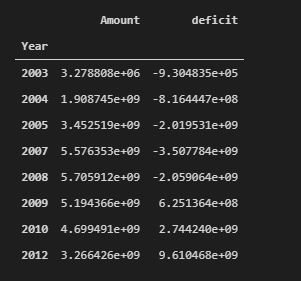 Amount deficit
Year
2003 3.278808e+06 -9.304835e+05
2004 1.908745e+09 -8.164447e+08
2005 3.452519e+09 -2.019531e+09
2007 5.576353e+09 -3.507784e+09
2008 5.705912e+09 -2.059064e+09
2009 5.194366e+09 6.251364e+08
2010 4.699491e+09 2.744240e+09
2012 3.266426e+09 9.610468e+09